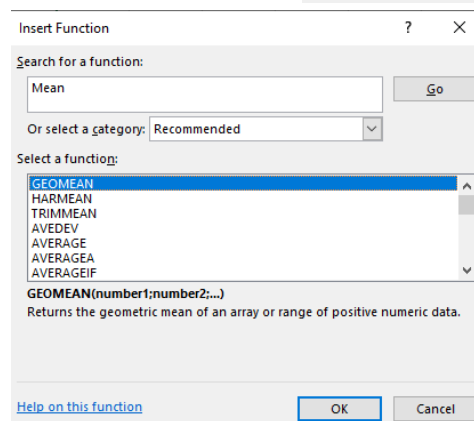 Insert Function ? ×
Search for a function:
Mean
Go
Or select a category: Recommended
Select a function:
GEOMEAN
HARMEAN
TRIMMEAN
AVEDEV
AVERAGE
AVERAGEA
AVERAGEIF
GEOMEAN(number1;number2;...)
Returns the geometric mean of an array or range of positive numeric data.
Help on this function
OK
Cancel